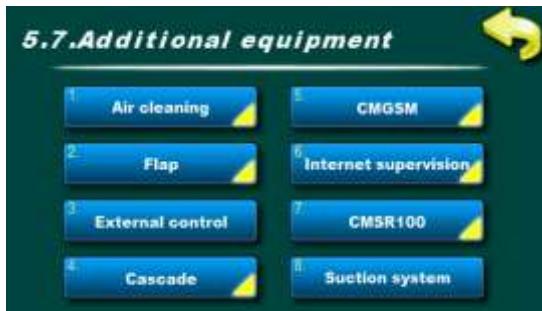 5.7.Additional equipment
1. Air cleaning
2. Flap
3. External control
4. Cascade
5. CMGSM
6. Internet supervision
7. CMSR100
8. Suction system